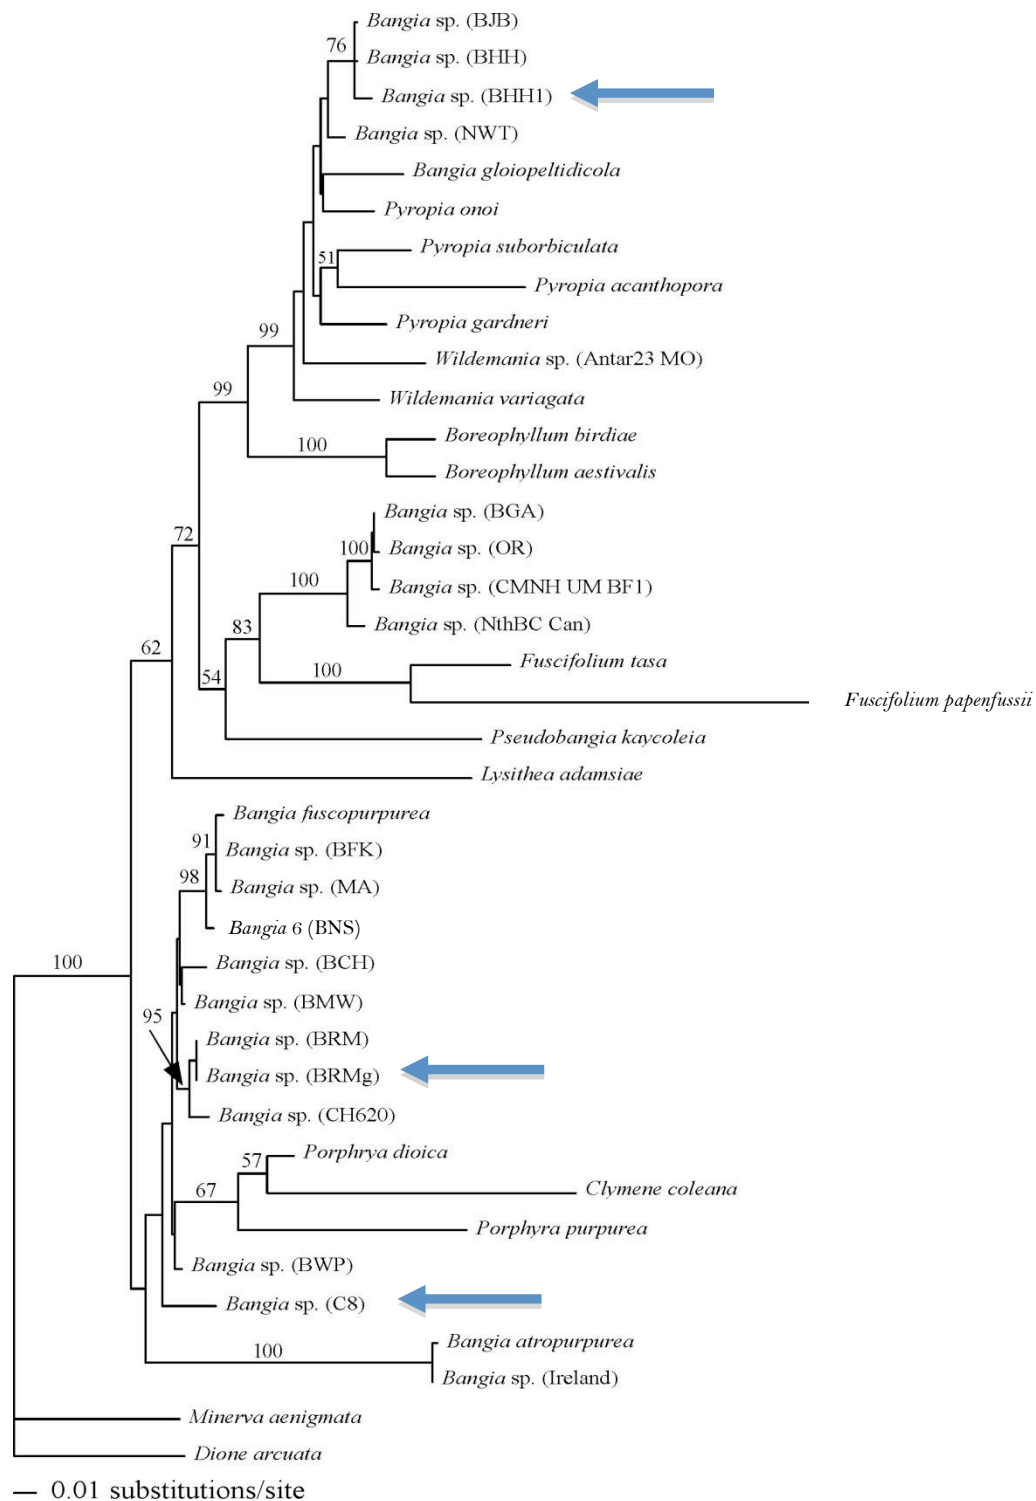 Bangia sp. (BJB)
76
Bangia sp. (BHH)
Bangia sp. (BHH1)
Bangia sp. (NWT)
Bangia gloiopeltidicola
Pyropia onoi
Pyropia suborbiculata
51
Pyropia acanthopora
Pyropia gardneri
99
Wildemania sp. (Antar23 MO)
99
Wildemania variagata
Boreophyllum birdiae
100
Boreophyllum aestivalis
Bangia sp. (BGA)
72
100
Bangia sp. (OR)
100
Bangia sp. (CMNH UM BF1)
Bangia sp. (NthBC Can)
83
62
Fuscifolium tasa
54
100
Fuscifolium papenfussii
Pseudobangia kaycoleia
Lysithea adamsiae
Bangia fuscopurpurea
91
Bangia sp. (BFK)
98
Bangia sp. (MA)
Bangia 6 (BNS)
100
Bangia sp. (BCH)
Bangia sp. (BMW)
95
Bangia sp. (BRM)
Bangia sp. (BRMg)
Bangia sp. (CH620)
Porphrya dioica
57
67
Clymene coleana
Porphyra purpurea
Bangia sp. (BWP)
Bangia sp. (C8)
Bangia atropurpurea
100
Bangia sp. (Ireland)
Minerva aenigmata
Dione arcuata
0.01 substitutions/site